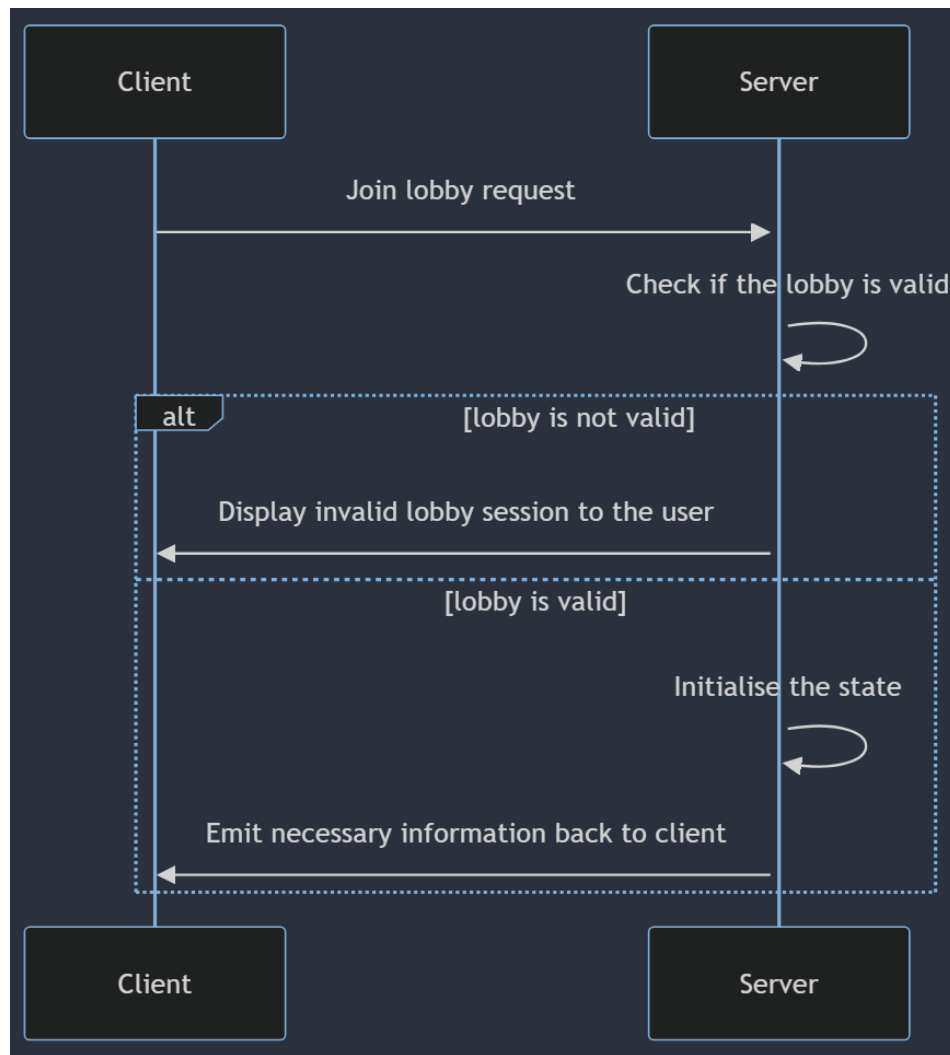 Client
Server
Join lobby request
Check if the lobby is valid
alt
[lobby is not valid]
Display invalid lobby session to the user
[lobby is valid]
Initialise the state
Emit necessary information back to client
Client
Server